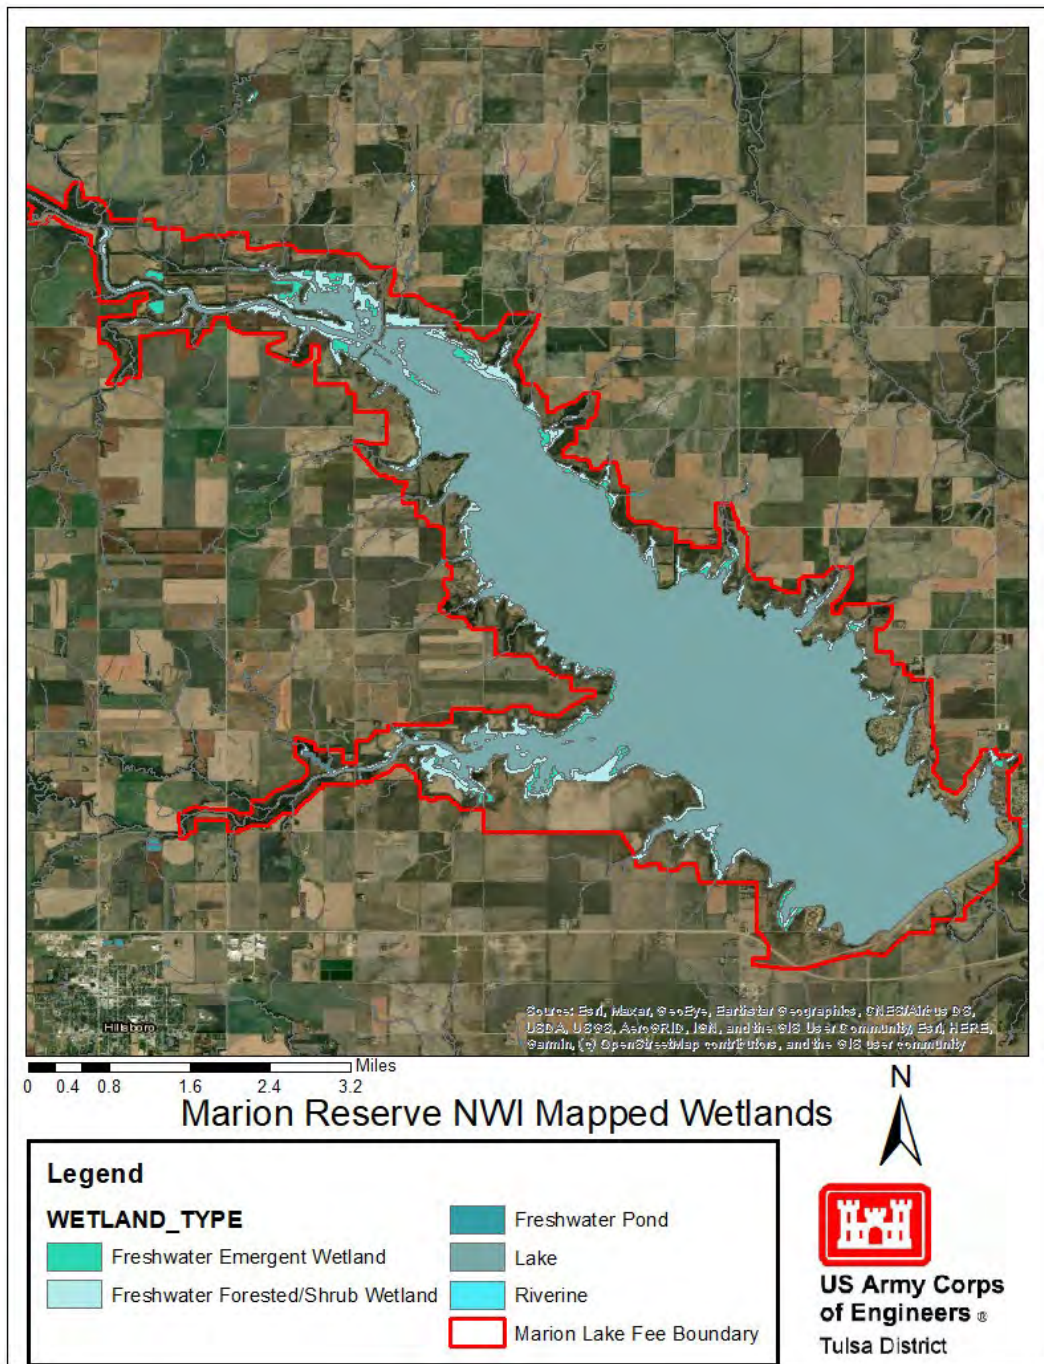 Hillsboro
Source: Esri, Maxar, GeoEye, Earthstar Geographics, CNES/Airbus DS,
USDA, USGS, AeroGRID, IGN, and the GIS User Community, Esri, HERE,
Garmin, (c) OpenStreetMap contributors, and the GIS user community
Miles
0 0.4 0.8 1.6 2.4 3.2
N
Marion Reserve NWI Mapped Wetlands
Legend
WETLAND_TYPE
Freshwater Emergent Wetland
Freshwater Forested/Shrub Wetland
Freshwater Pond
Lake
Riverine
Marion Lake Fee Boundary
US Army Corps
of Engineers ®
Tulsa District